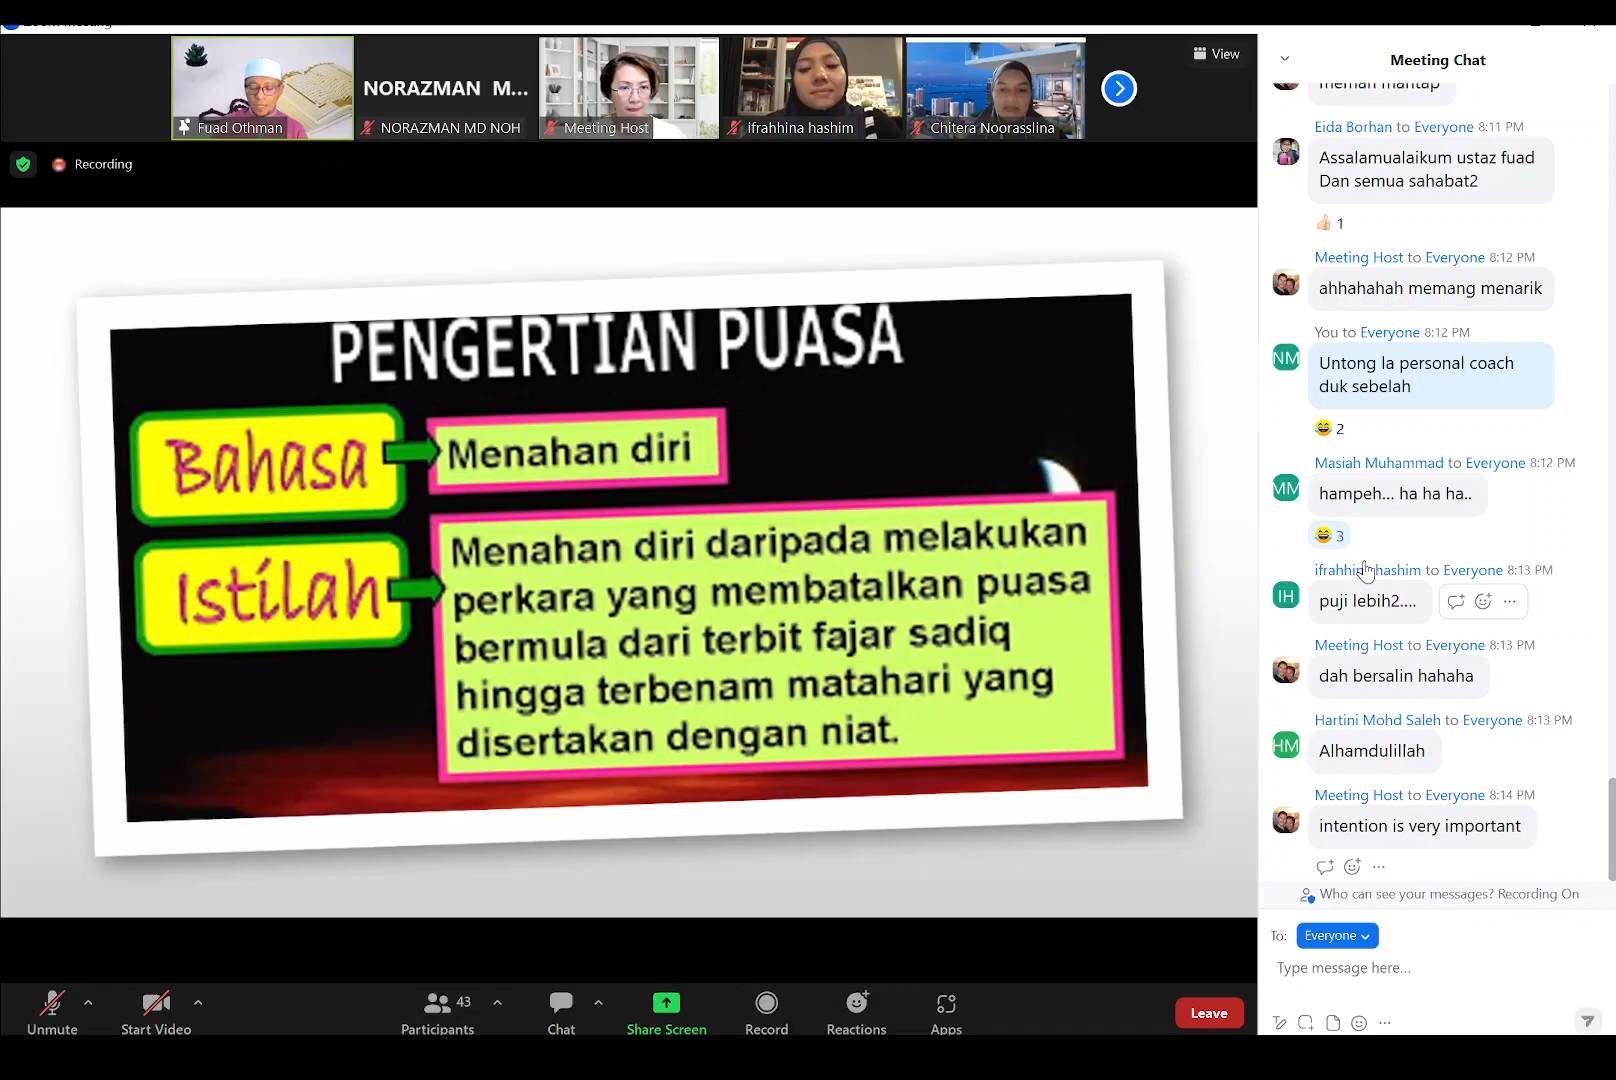 View
NORAZMAN M...
Fuad Othman
NORAZMAN MD NOH
Meeting Host
ifrahhina hashim
Chitera Noorasslina
Recording
PENGERTIAN PUASA
Bahasa
Menahan diri
Istilah
Menahan diri daripada melakukan
perkara yang membatalkan puasa
bermula dari terbit fajar sadiq
hingga terbenam matahari yang
disertakan dengan niat.
Unmute
Start Video
43
Participants
Chat
Share Screen
Record
Reactions
Apps
Leave
Meeting Chat
memah mantap
Eida Borhan to Everyone 8:11 PM
Assalamualaikum ustaz fuad
Dan semua sahabat2
1
Meeting Host to Everyone 8:12 PM
ahhahahah memang menarik
You to Everyone 8:12 PM
NM
Untong la personal coach
duk sebelah
2
Masiah Muhammad to Everyone 8:12 PM
MM
hampeh... ha ha ha..
3
ifrahhina hashim to Everyone 8:13 PM
IH
puji lebih2....
Meeting Host to Everyone 8:13 PM
dah bersalin hahaha
Hartini Mohd Saleh to Everyone 8:13 PM
HM
Alhamdulillah
Meeting Host to Everyone 8:14 PM
intention is very important
Who can see your messages? Recording On
To: Everyone
Type message here...